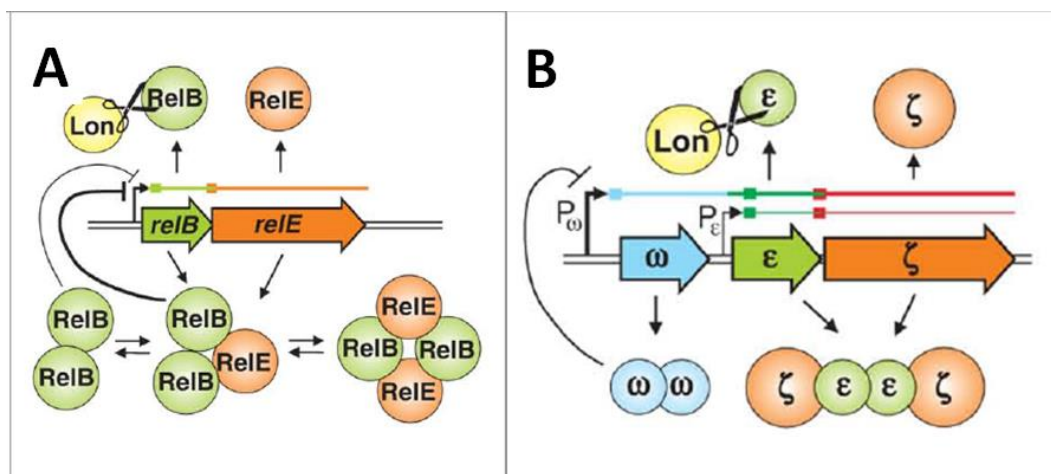 A
Lon
RelB
RelE
relB
relE
RelB
RelB
RelB
RelB
RelE
RelE
RelB
RelB
RelE
B
Lon
ε
ζ
Pω
Pε
ω
ε
ζ
ω ω
ζ ε ε ζ